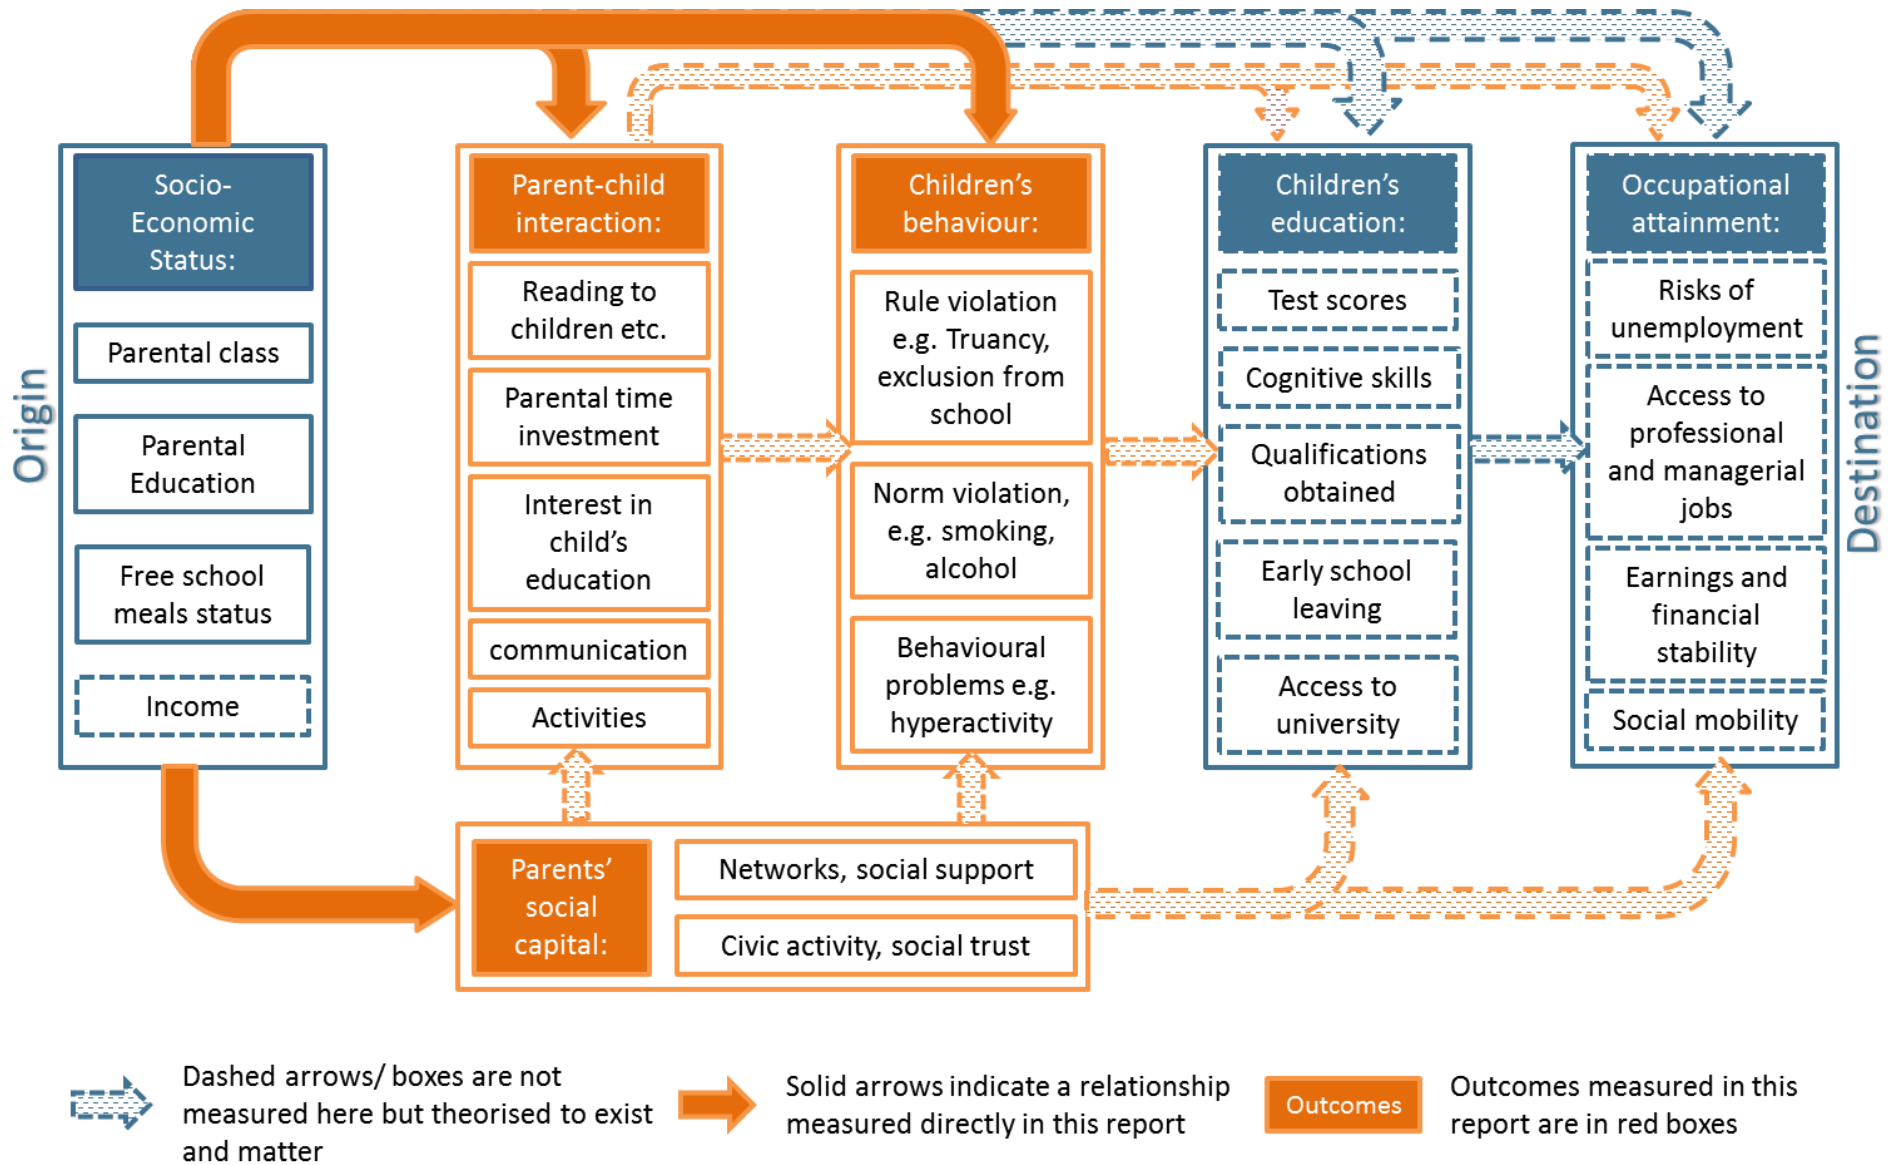 Origin
Socio-
Economic
Status:
Parental class
Parental
Education
Free school
meals status
Income
Parent-child
interaction:
Reading to
children etc.
Parental time
investment
Interest in
child's
education
communication
Activities
Children's
behaviour:
Rule violation
e.g. Truancy,
exclusion from
school
Norm violation,
e.g. smoking,
alcohol
Behavioural
problems e.g.
hyperactivity
Children's
education:
Test scores
Cognitive skills
Qualifications
obtained
Early school
leaving
Access to
university
Occupational
attainment:
Risks of
unemployment
Access to
professional
and managerial
jobs
Earnings and
financial
stability
Social mobility
Destination
Parents'
social
capital:
Networks, social support
Civic activity, social trust
Dashed arrows/ boxes are not
measured here but theorised to exist
and matter
Solid arrows indicate a relationship
measured directly in this report
Outcomes
Outcomes measured in this
report are in red boxes